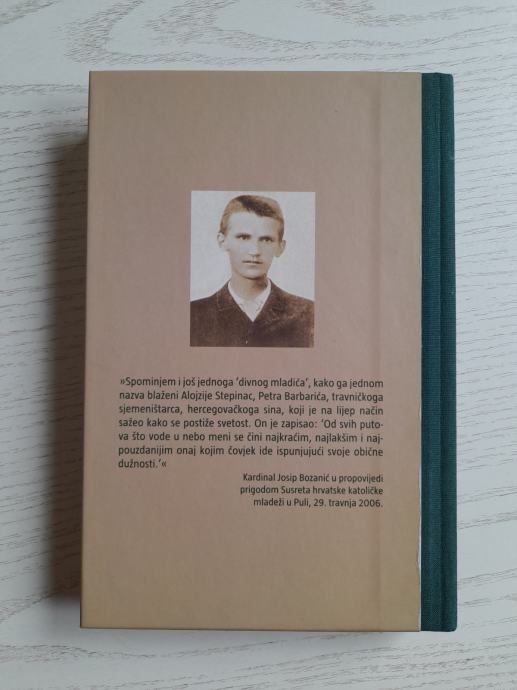 »Spominjem i još jednoga 'divnog mladića', kako ga jednom
nazva blaženi Alojzije Stepinac, Petra Barbarića, travničkoga
sjemeništarca, hercegovačkoga sina, koji je na lijep način
sažeo kako se postiže svetost. On je zapisao: 'Od svih puto-
va što vode u nebo meni se čini najkraćim, najlakšim i naj-
pouzdanijim onaj kojim čovjek ide ispunjujući svoje obične
dužnosti.'«
Kardinal Josip Bozanić u propovijedi
prigodom Susreta hrvatske katoličke
mladeži u Puli, 29. travnja 2006.